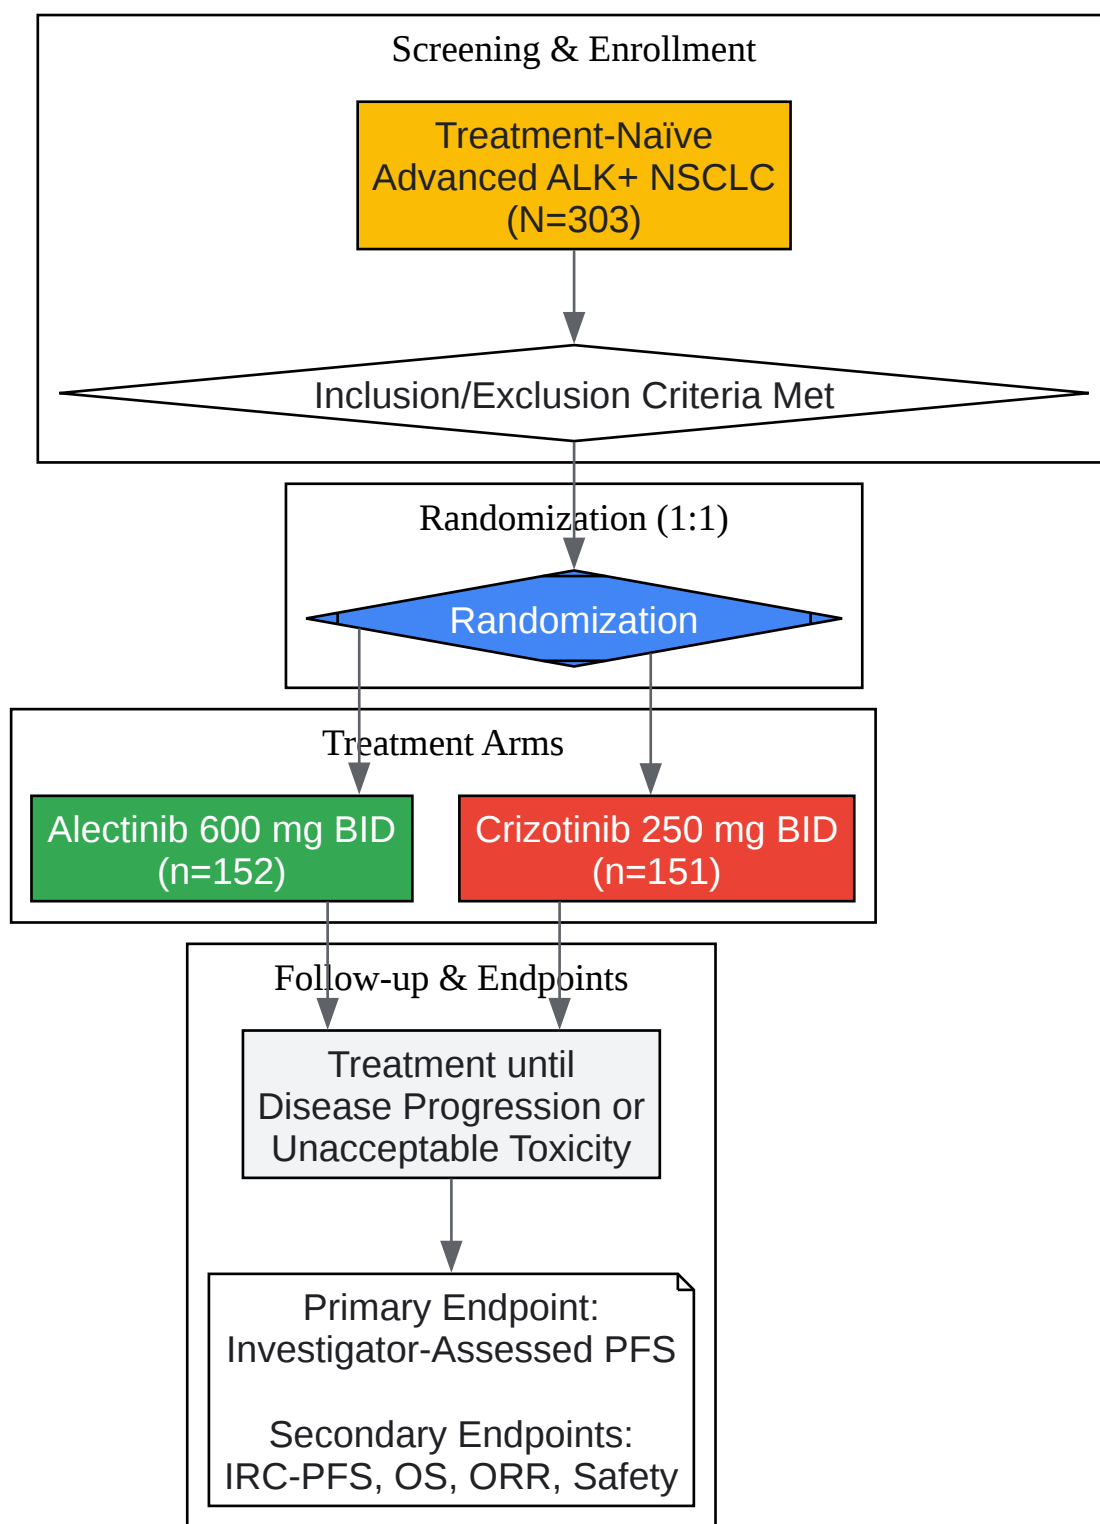 Screening & Enrollment
Treatment-Naïve
Advanced ALK+ NSCLC
(N=303)
Inclusion/Exclusion Criteria Met
Randomization (1:1)
Randomization
Treatment Arms
Alectinib 600 mg BID
(n=152)
Crizotinib 250 mg BID
(n=151)
Follow-up & Endpoints
Treatment until
Disease Progression or
Unacceptable Toxicity
Primary Endpoint:
Investigator-Assessed PFS
Secondary Endpoints:
IRC-PFS, OS, ORR, Safety